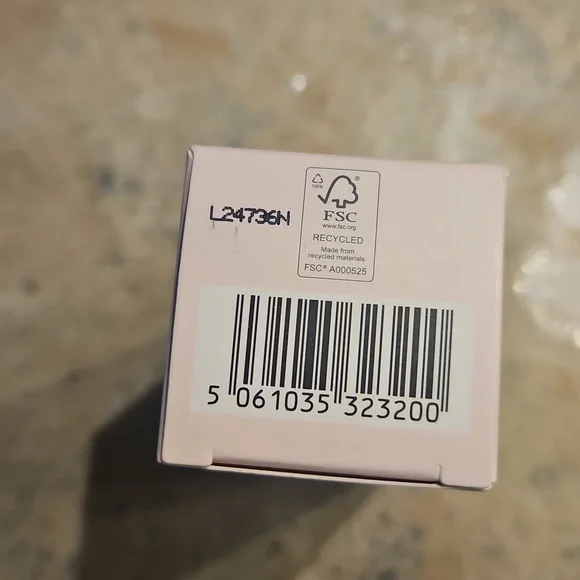 L24736N
100%
FSC®
www.fsc.org
RECYCLED
Made from
recycled materials
FSC® A000525
5 061035 323200